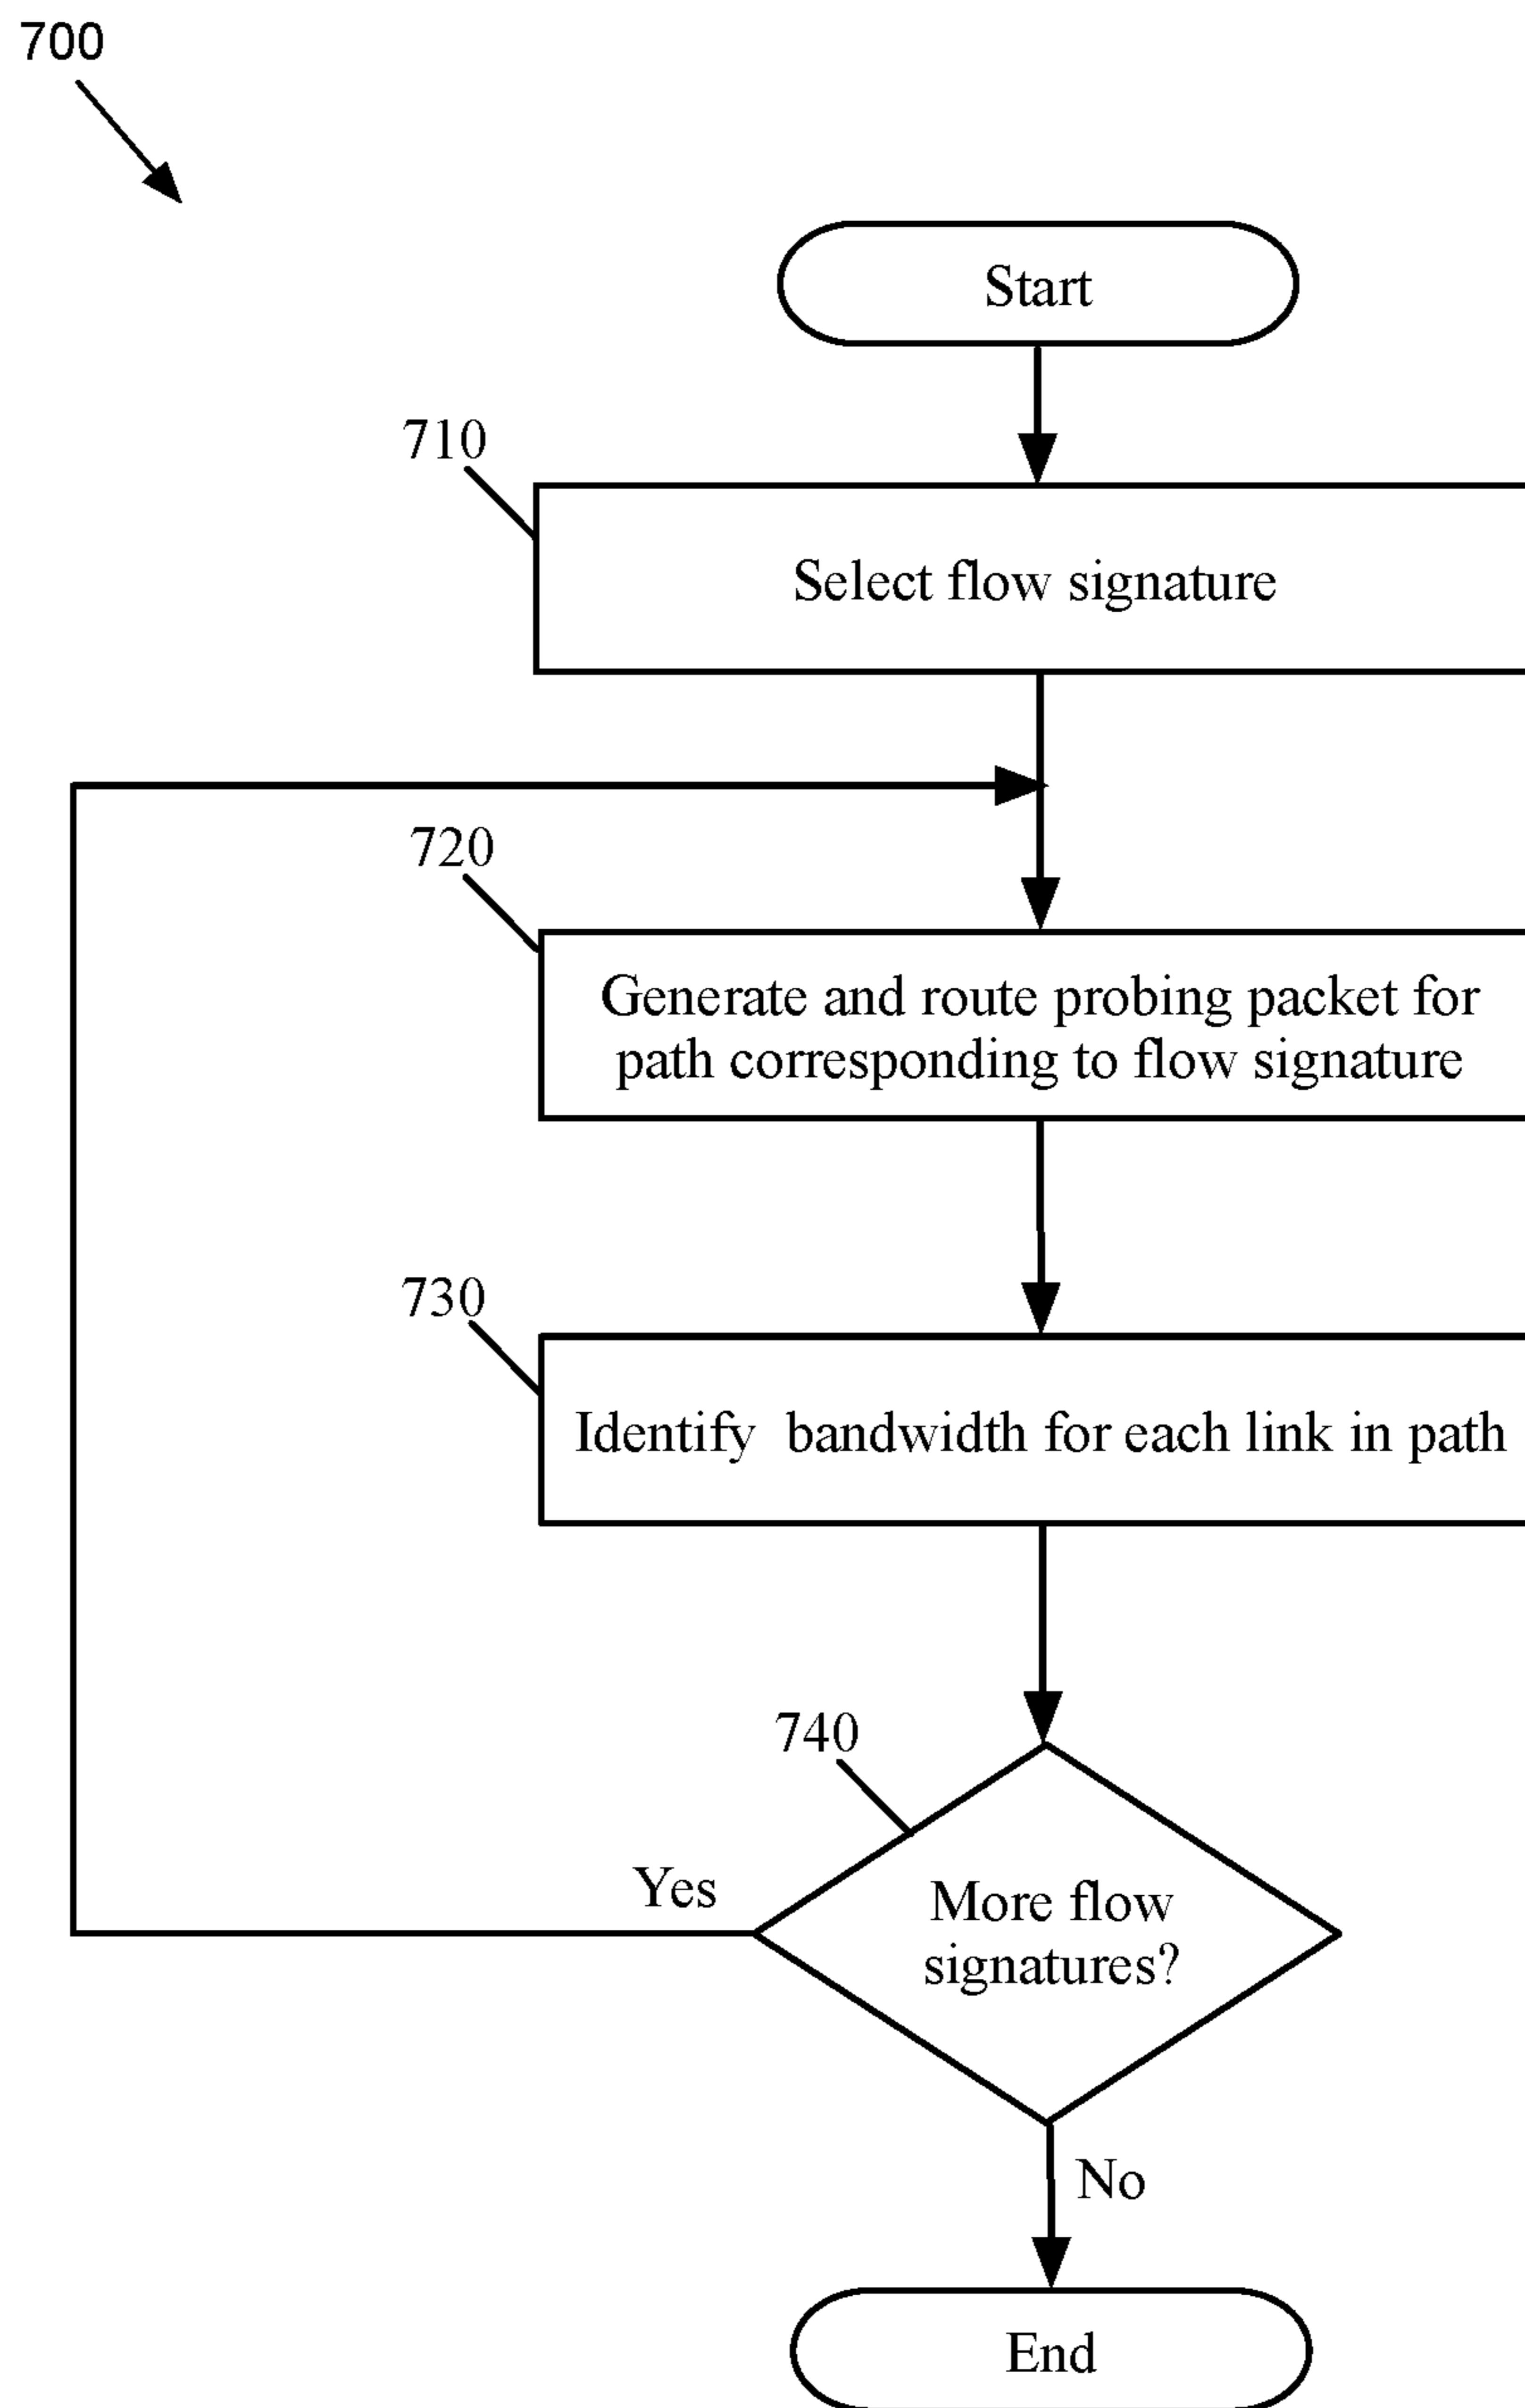 700
Start
710
Select flow signature
720
Generate and route probing packet for
path corresponding to flow signature
730
Identify bandwidth for each link in path
740
Yes
More flow
signatures?
No
End